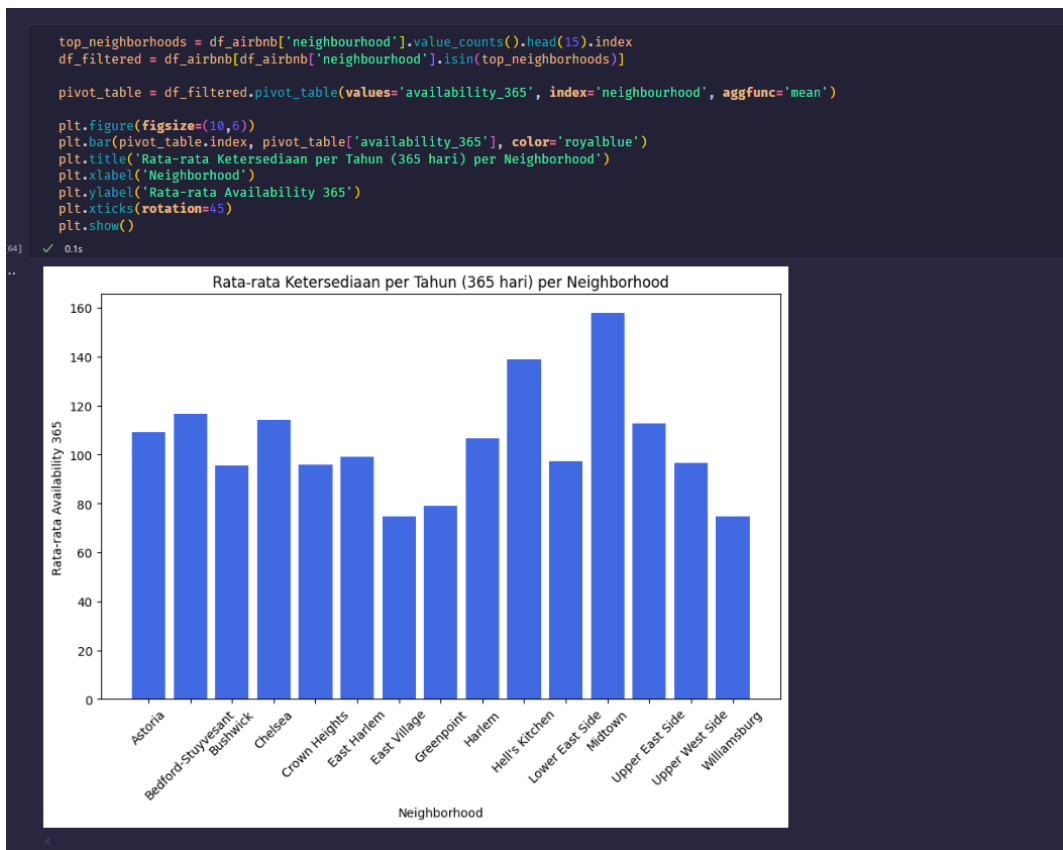 top_neighborhoods = df_airbnb['neighbourhood'].value_counts().head(15).index
df_filtered = df_airbnb[df_airbnb['neighbourhood'].isin(top_neighborhoods)]
pivot_table = df_filtered.pivot_table(values='availability_365', index='neighbourhood', aggfunc='mean')
plt.figure(figsize=(10,6))
plt.bar(pivot_table.index, pivot_table['availability_365'], color='royalblue')
plt.title('Rata-rata Ketersediaan per Tahun (365 hari) per Neighborhood')
plt.xlabel('Neighborhood')
plt.ylabel('Rata-rata Availability 365')
plt.xticks(rotation=45)
plt.show()
64] ✓ 0.1s
..
Rata-rata Ketersediaan per Tahun (365 hari) per Neighborhood
160
140
120
100
80
60
40
20
0
Rata-rata Availability 365
Astoria
Bedford-Stuyvesant
Bushwick
Chelsea
Crown Heights
East Harlem
East Village
Greenpoint
Harlem
Hell's Kitchen
Lower East Side
Midtown
Upper East Side
Upper West Side
Williamsburg
Neighborhood